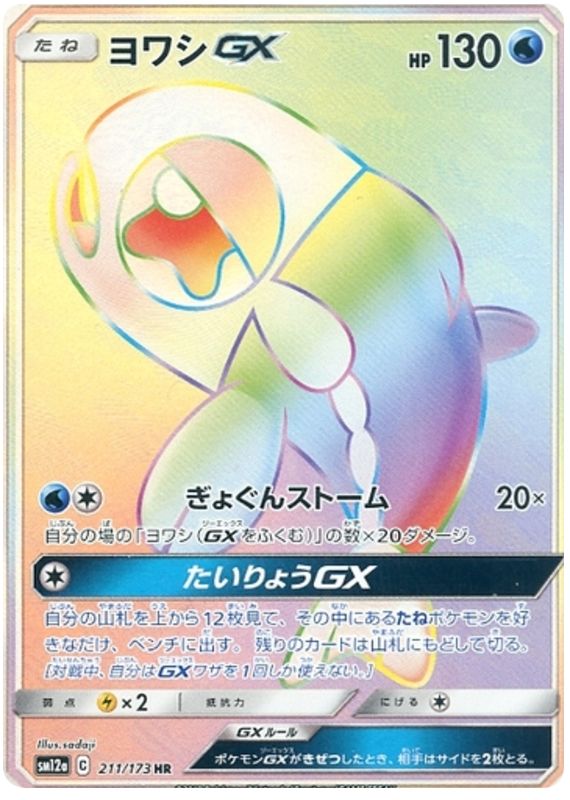 たね ヨワシGX HP 130
ぎょぐんストーム 20×
自分の場の「ヨワシ(GXをふくむ)」の数×20ダメージ。
たいりょうGX
自分の山札を上から12枚見て、その中にあるたねポケモンを好
きなだけ、ベンチに出す。残りのカードは山札にもどして切る。
[対戦中、自分はGXワザを1回しか使えない。]
弱点 ×2 抵抗力 にげる
Illus.sadaji
GXルール
ポケモンGXがきぜつしたとき、相手はサイドを2枚とる。
sm12a C 211/173 HR